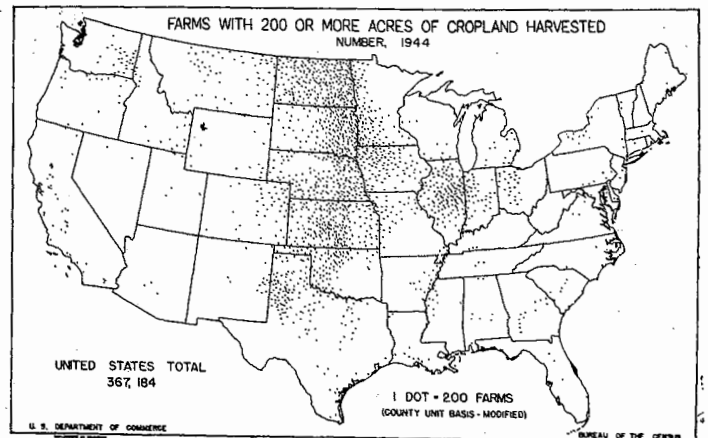 FARMS WITH 200 OR MORE ACRES OF CROPLAND HARVESTED
NUMBER, 1944
UNITED STATES TOTAL
367,184
1 DOT - 200 FARMS
(COUNTY UNIT BASIS - MODIFIED)
U. S. DEPARTMENT OF COMMERCE
BUREAU OF THE CENSUS